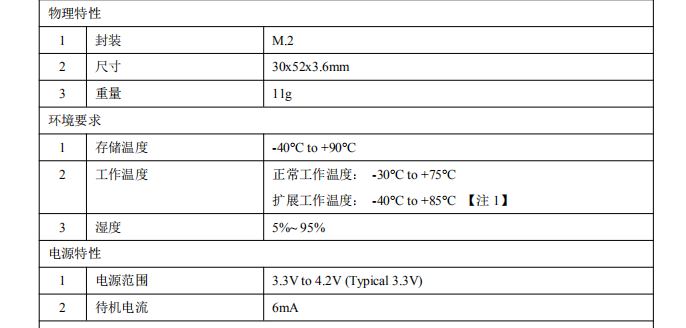 物理特性
1 封装 M.2
2 尺寸 30x52x3.6mm
3 重量 11g
环境要求
1 存储温度 -40℃ to +90℃
2 工作温度 正常工作温度： -30℃ to +75℃
扩展工作温度： -40℃ to +85℃ 【注 1】
3 湿度 5%~ 95%
电源特性
1 电源范围 3.3V to 4.2V (Typical 3.3V)
2 待机电流 6mA